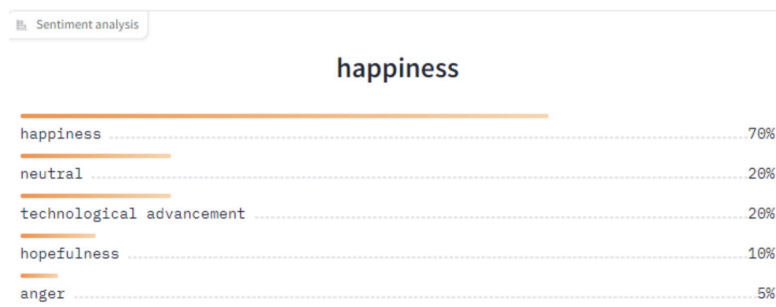 Sentiment analysis
happiness
happiness 70%
neutral 20%
technological advancement 20%
hopefulness 10%
anger 5%